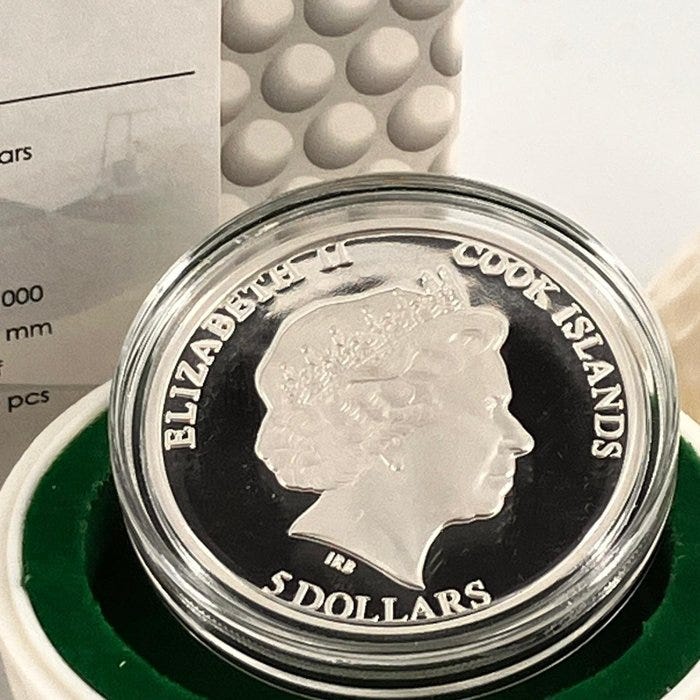 ars
000
mm
pcs
ELIZABETH II
COOK ISLANDS
IRB
5 DOLLARS